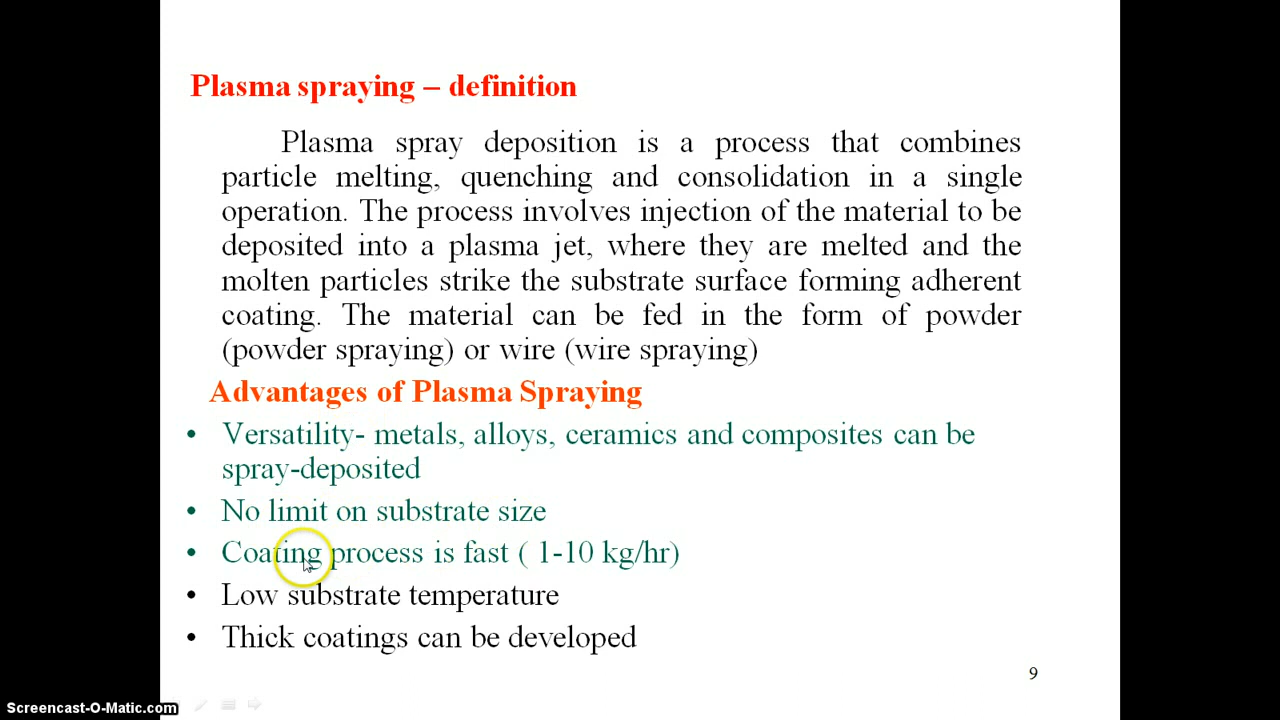 Plasma spraying – definition
Plasma spray deposition is a process that combines
particle melting, quenching and consolidation in a single
operation. The process involves injection of the material to be
deposited into a plasma jet, where they are melted and the
molten particles strike the substrate surface forming adherent
coating. The material can be fed in the form of powder
(powder spraying) or wire (wire spraying)
Advantages of Plasma Spraying
• Versatility- metals, alloys, ceramics and composites can be
spray-deposited
• No limit on substrate size
• Coating process is fast ( 1-10 kg/hr)
• Low substrate temperature
• Thick coatings can be developed
9
Screencast-O-Matic.com